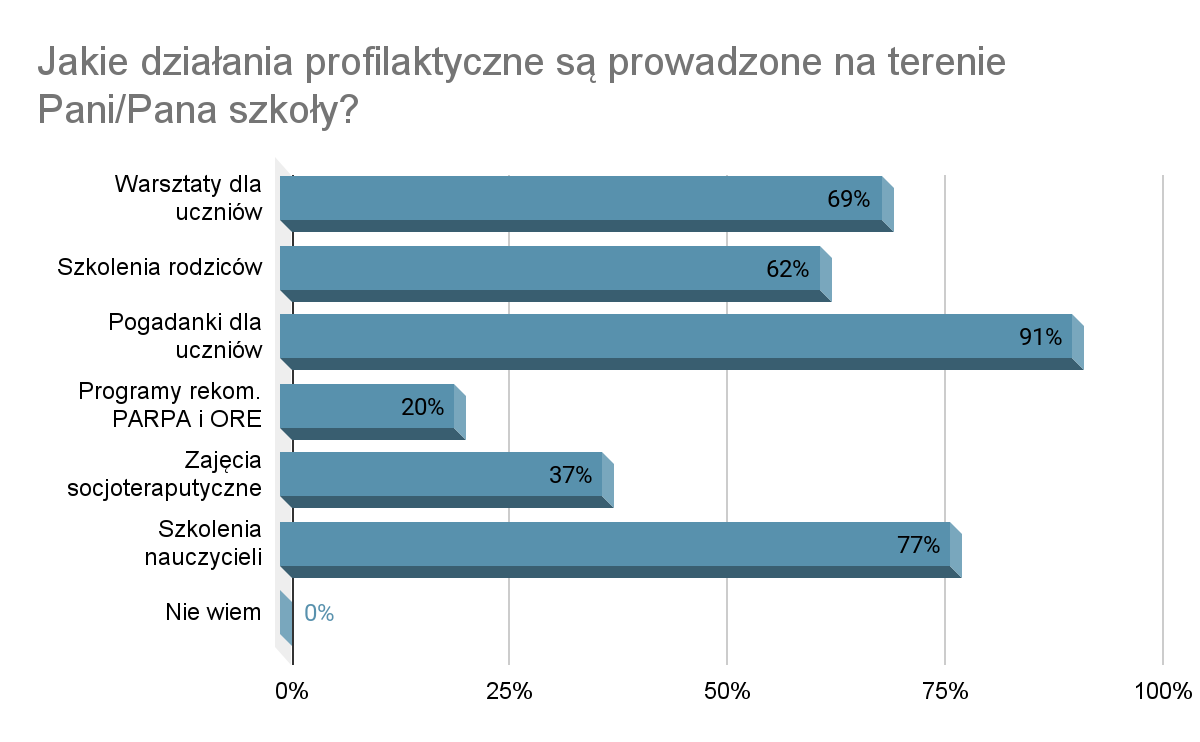 Jakie działania profilaktyczne są prowadzone na terenie
Pani/Pana szkoły?
Warsztaty dla
uczniów
69%
Szkolenia rodziców
62%
Pogadanki dla
uczniów
91%
Programy rekom.
PARPA i ORE
20%
Zajęcia
socjoteraputyczne
37%
Szkolenia
nauczycieli
77%
Nie wiem
0%
0%
25%
50%
75%
100%